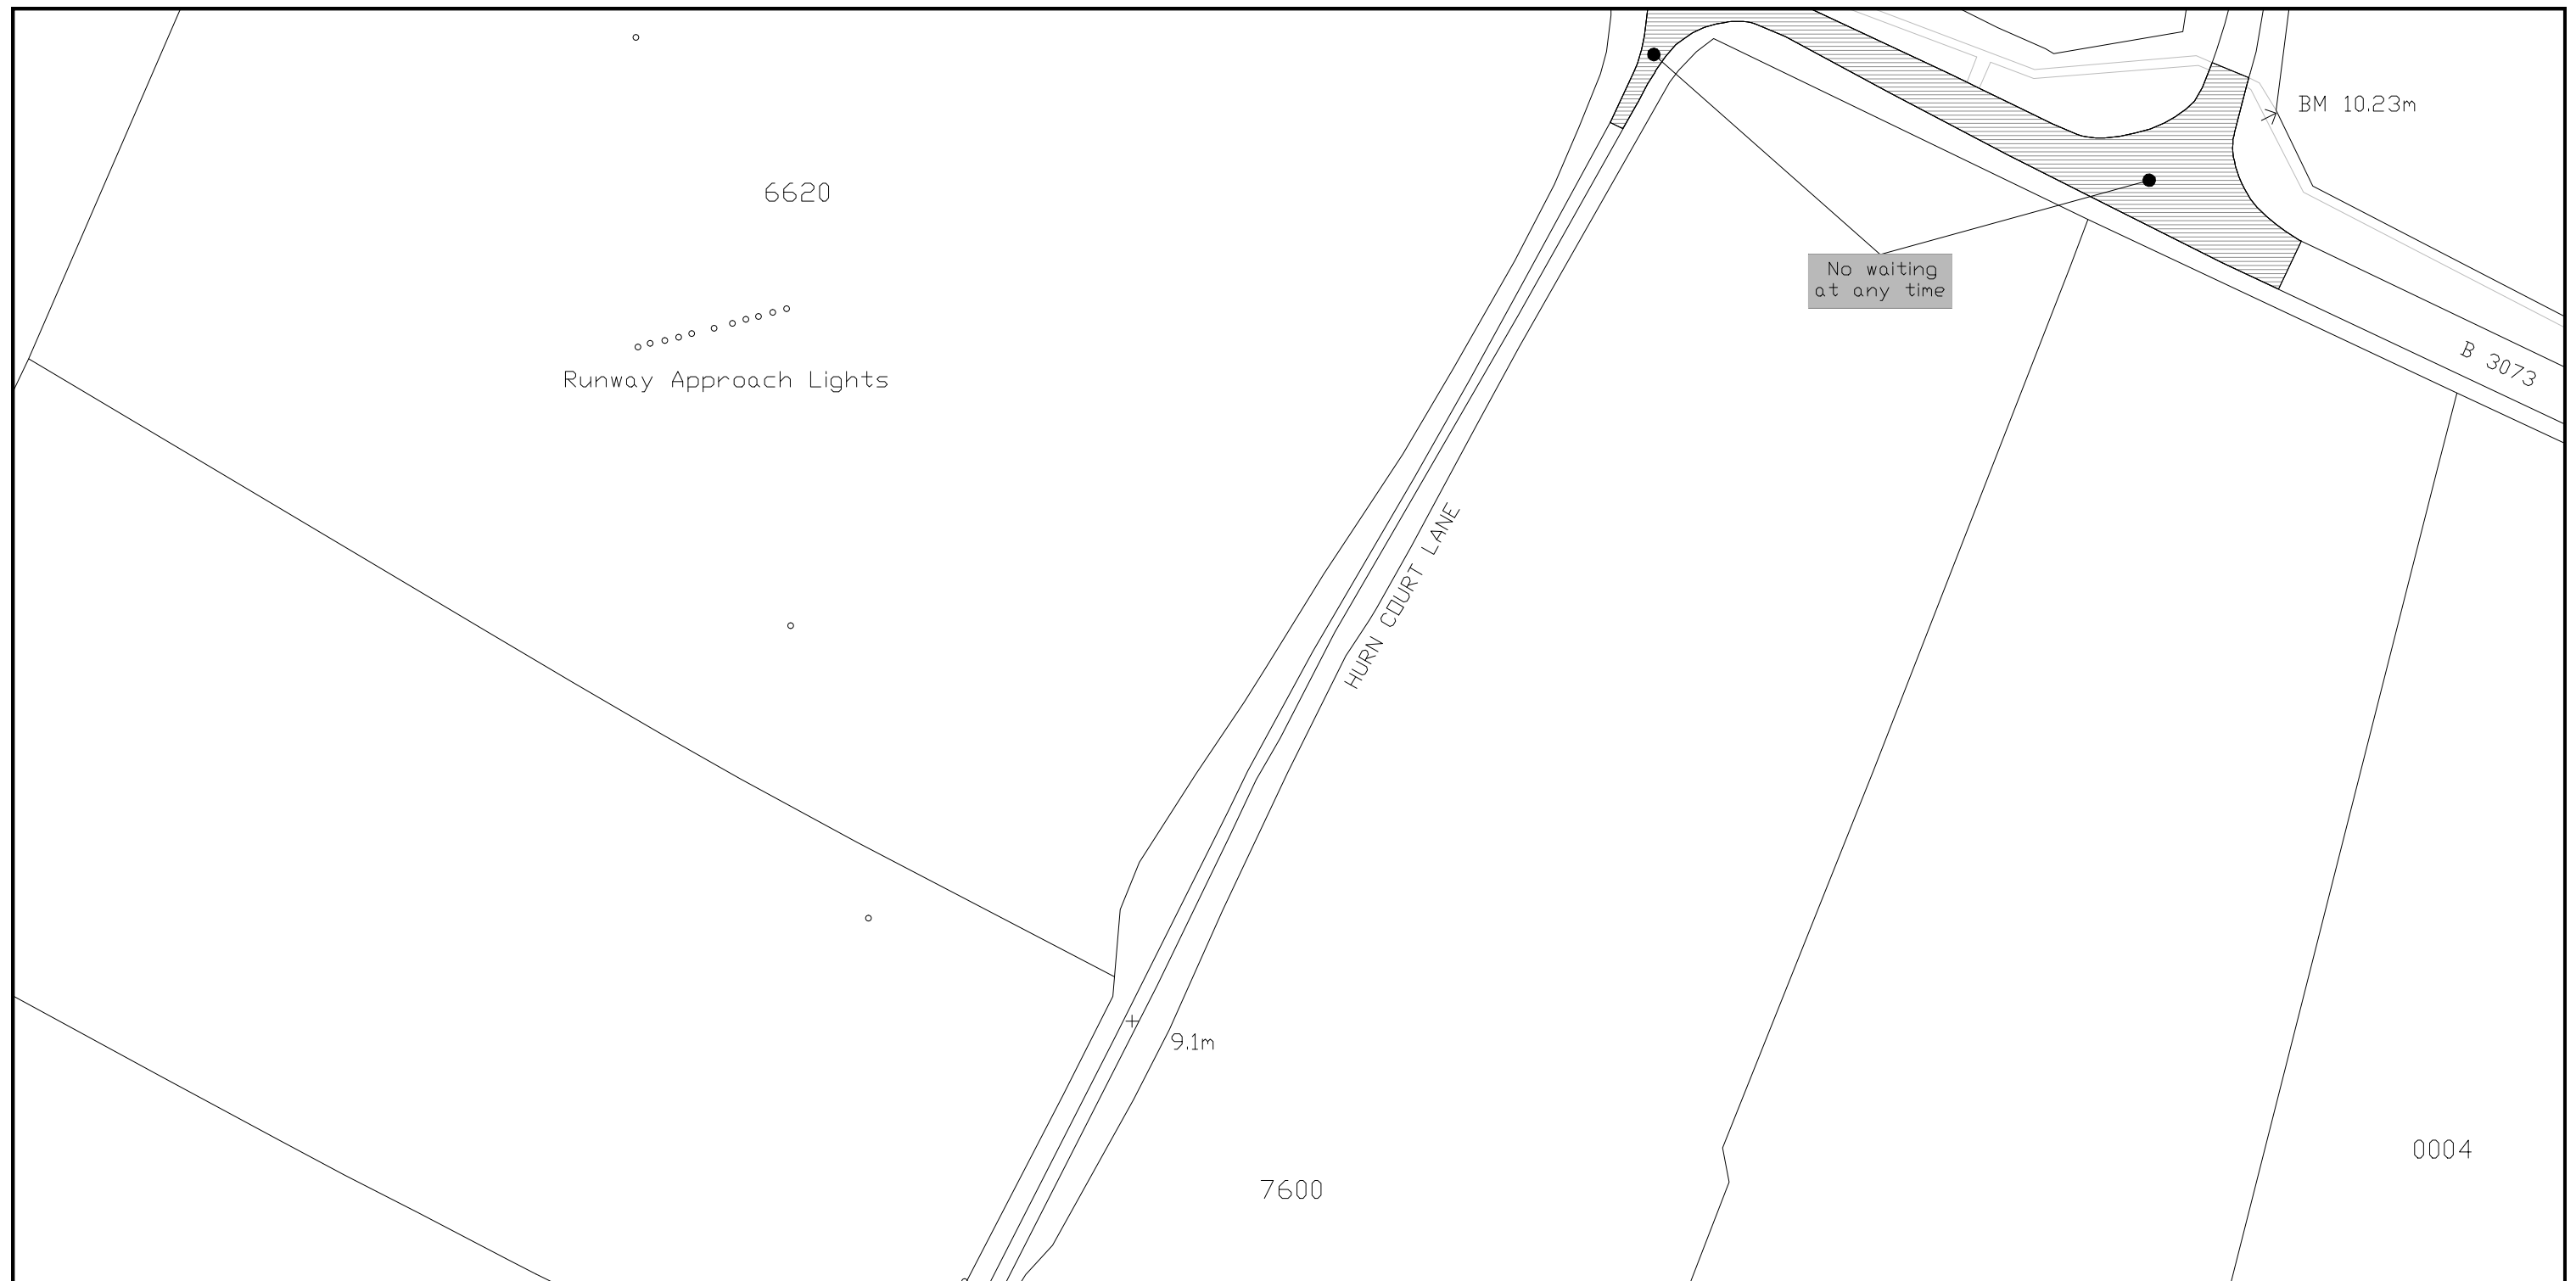 BM 10.23m
6620
No waiting
at any time
B 3073
Runway Approach Lights
HURN COURT LANE
9.1m
0004
7600